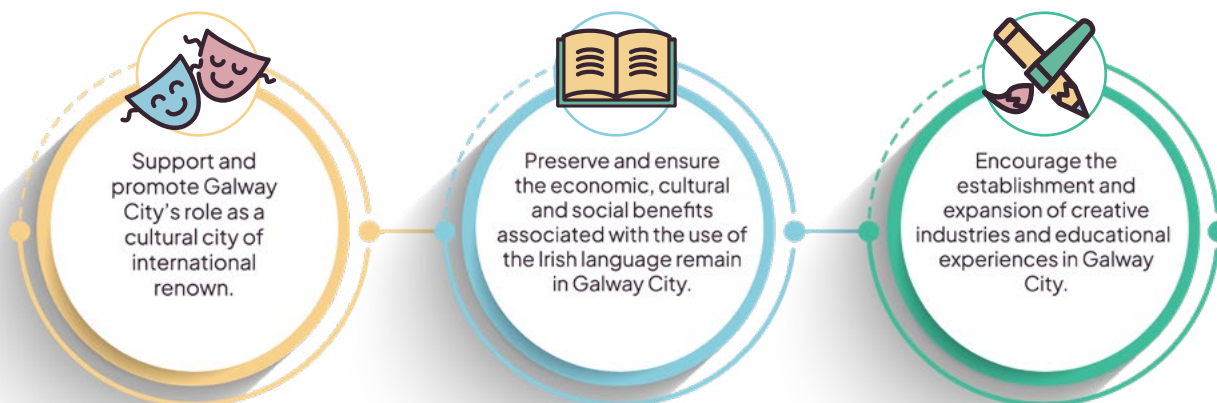 Support and
promote Galway
City's role as a
cultural city of
international
renown.
Preserve and ensure
the economic, cultural
and social benefits
associated with the use of
the Irish language remain
in Galway City.
Encourage the
establishment and
expansion of creative
industries and educational
experiences in Galway
City.